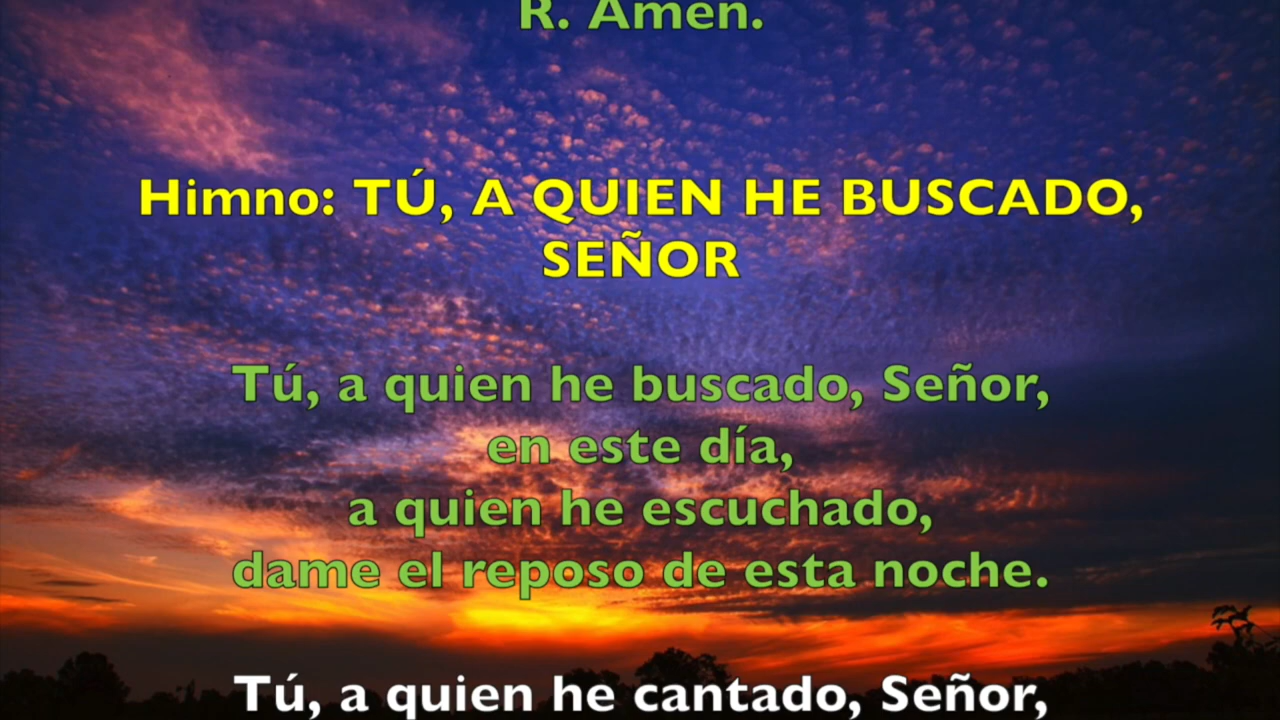 R. Amén.
Himno: TÚ, A QUIEN HE BUSCADO,
SEÑOR
Tú, a quien he buscado, Señor,
en este día,
a quien he escuchado,
dame el reposo de esta noche.
Tú, a quien he cantado, Señor,